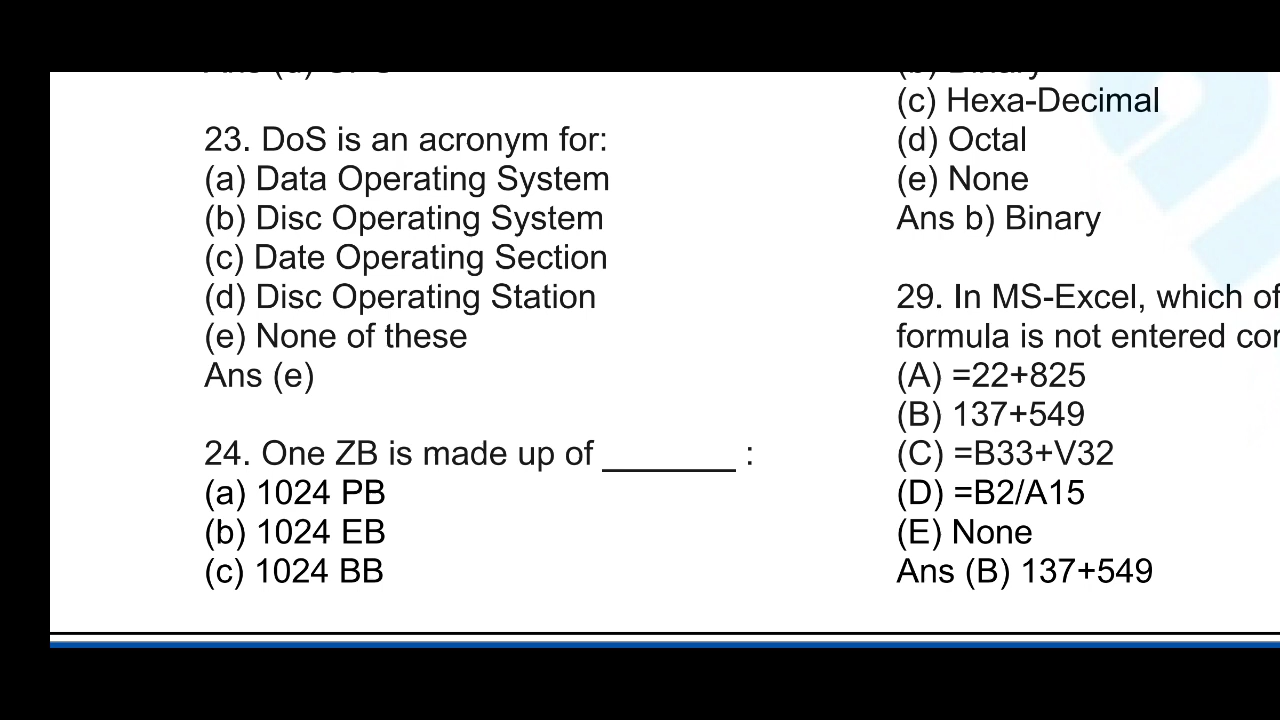 23. DoS is an acronym for:
(a) Data Operating System
(b) Disc Operating System
(c) Date Operating Section
(d) Disc Operating Station
(e) None of these
Ans (e)
24. One ZB is made up of _______ :
(a) 1024 PB
(b) 1024 EB
(c) 1024 BB
(c) Hexa-Decimal
(d) Octal
(e) None
Ans b) Binary
29. In MS-Excel, which of
formula is not entered
(A) =22+825
(B) 137+549
(C) =B33+V32
(D) =B2/A15
(E) None
Ans (B) 137+549